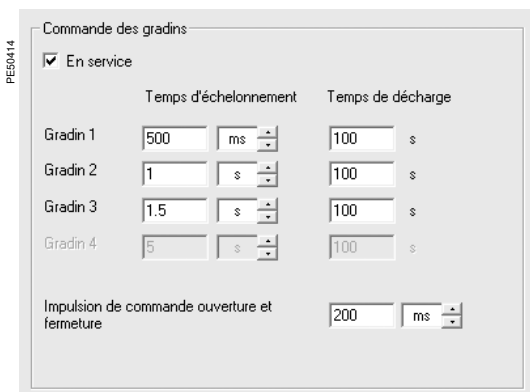 PE50414
Commande des gradins
En service
Temps d'échelonnement Temps de décharge
Gradin 1 500 ms 100 s
Gradin 2 1 s 100 s
Gradin 3 1.5 s 100 s
Gradin 4 5 s 100 s
Impulsion de commande ouverture et
fermeture 200 ms